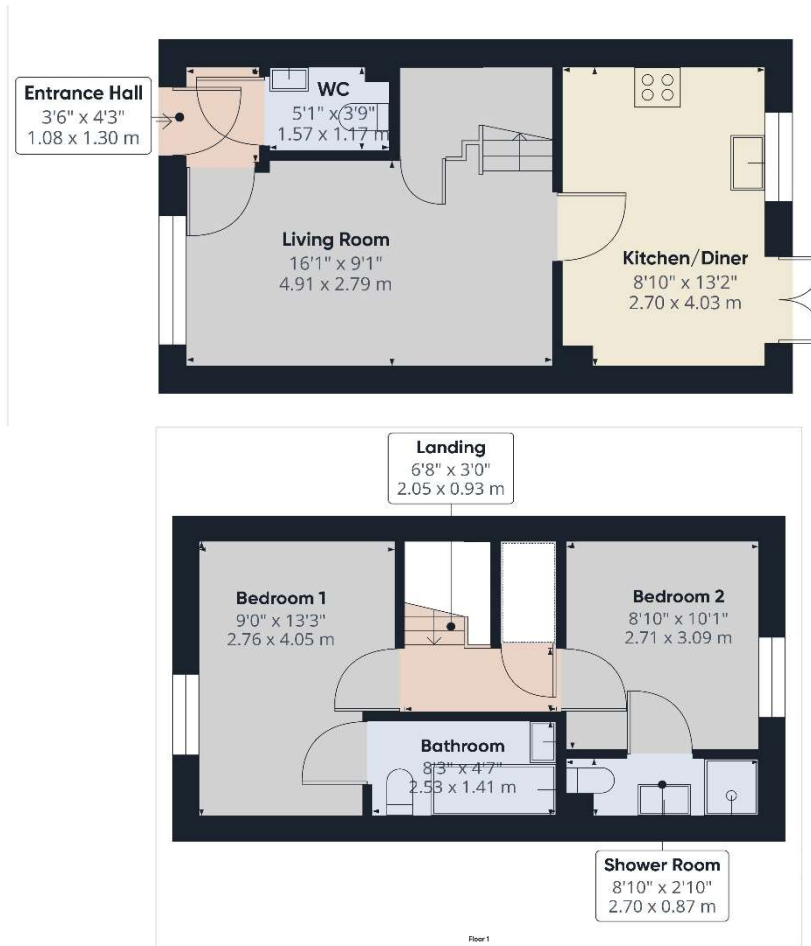 Entrance Hall
3'6" x 4'3"
1.08 x 1.30 m
WC
5'1" x 3'9"
1.57 x 1.17 m
Living Room
16'1" x 9'1"
4.91 x 2.79 m
Kitchen/Diner
8'10" x 13'2"
2.70 x 4.03 m
Landing
6'8" x 3'0"
2.05 x 0.93 m
Bedroom 1
9'0" x 13'3"
2.76 x 4.05 m
Bedroom 2
8'10" x 10'1"
2.71 x 3.09 m
Bathroom
8'3" x 4'7"
2.53 x 1.41 m
Shower Room
8'10" x 2'10"
2.70 x 0.87 m
Floor 1